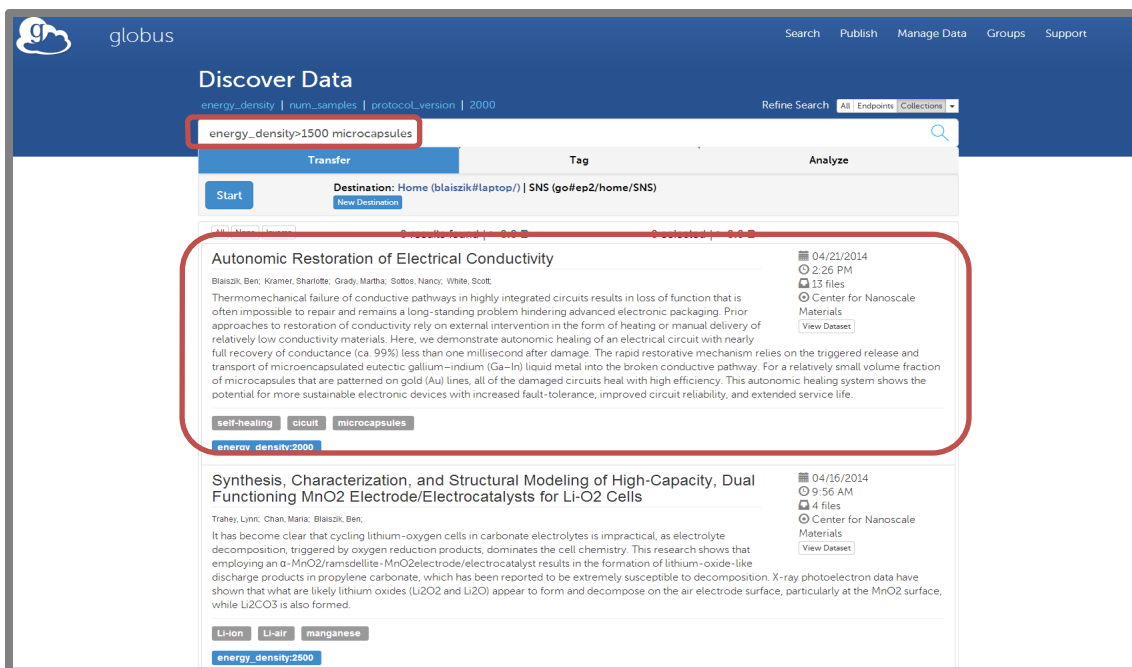 g globus Search Publish Manage Data Groups Support
Discover Data
energy_density | num_samples | protocol_version | 2000 Refine Search All Endpoints Collections
energy_density>1500 microcapsules
Transfer Tag Analyze
Start Destination: Home (blaiszik#laptop/) | SNS (go#ep2/home/SNS)
New Destination
All None Inverse results found | selected |
Autonomic Restoration of Electrical Conductivity 04/21/2014
2:26 PM
Blaiszik, Ben; Kramer, Sharlotte; Grady, Martha; Sottos, Nancy; White, Scott; 13 files
Thermomechanical failure of conductive pathways in highly integrated circuits results in loss of function that is Center for Nanoscale
often impossible to repair and remains a long-standing problem hindering advanced electronic packaging. Prior Materials
approaches to restoration of conductivity rely on external intervention in the form of heating or manual delivery of View Dataset
relatively low conductivity materials. Here, we demonstrate autonomic healing of an electrical circuit with nearly
full recovery of conductance (ca. 99%) less than one millisecond after damage. The rapid restorative mechanism relies on the triggered release and
transport of microencapsulated eutectic gallium–indium (Ga–In) liquid metal into the broken conductive pathway. For a relatively small volume fraction
of microcapsules that are patterned on gold (Au) lines, all of the damaged circuits heal with high efficiency. This autonomic healing system shows the
potential for more sustainable electronic devices with increased fault-tolerance, improved circuit reliability, and extended service life.
self-healing cicuit microcapsules
energy_density:2000
Synthesis, Characterization, and Structural Modeling of High-Capacity, Dual 04/16/2014
Functioning MnO2 Electrode/Electrocatalysts for Li-O2 Cells 9:56 AM
4 files
Trahey, Lynn; Chan, Maria; Blaiszik, Ben; Center for Nanoscale
It has become clear that cycling lithium-oxygen cells in carbonate electrolytes is impractical, as electrolyte Materials
decomposition, triggered by oxygen reduction products, dominates the cell chemistry. This research shows that View Dataset
employing an α-MnO2/ramsdellite-MnO2electrode/electrocatalyst results in the formation of lithium-oxide-like
discharge products in propylene carbonate, which has been reported to be extremely susceptible to decomposition. X-ray photoelectron data have
shown that what are likely lithium oxides (Li2O2 and Li2O) appear to form and decompose on the air electrode surface, particularly at the MnO2 surface,
while Li2CO3 is also formed.
Li-ion Li-air manganese
energy_density:2500